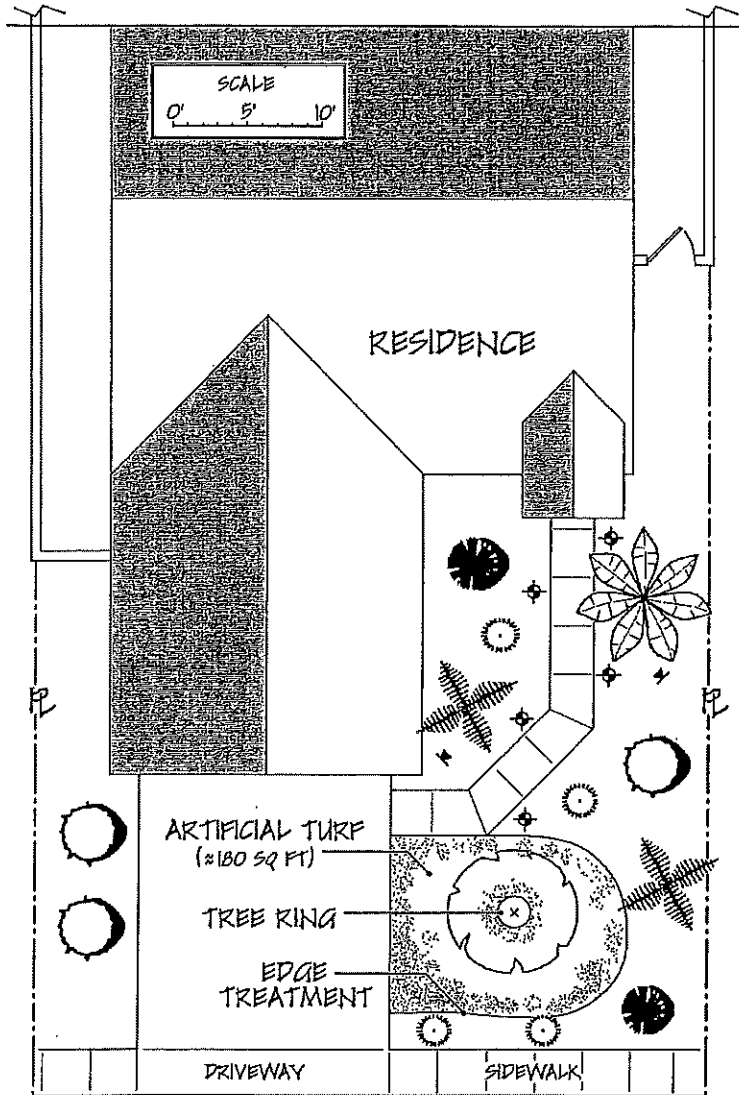 SCALE
0' 5' 10'
RESIDENCE
PL PL
ARTIFICIAL TURF
(≈180 SQ FT)
TREE RING
EDGE
TREATMENT
DRIVEWAY SIDEWALK